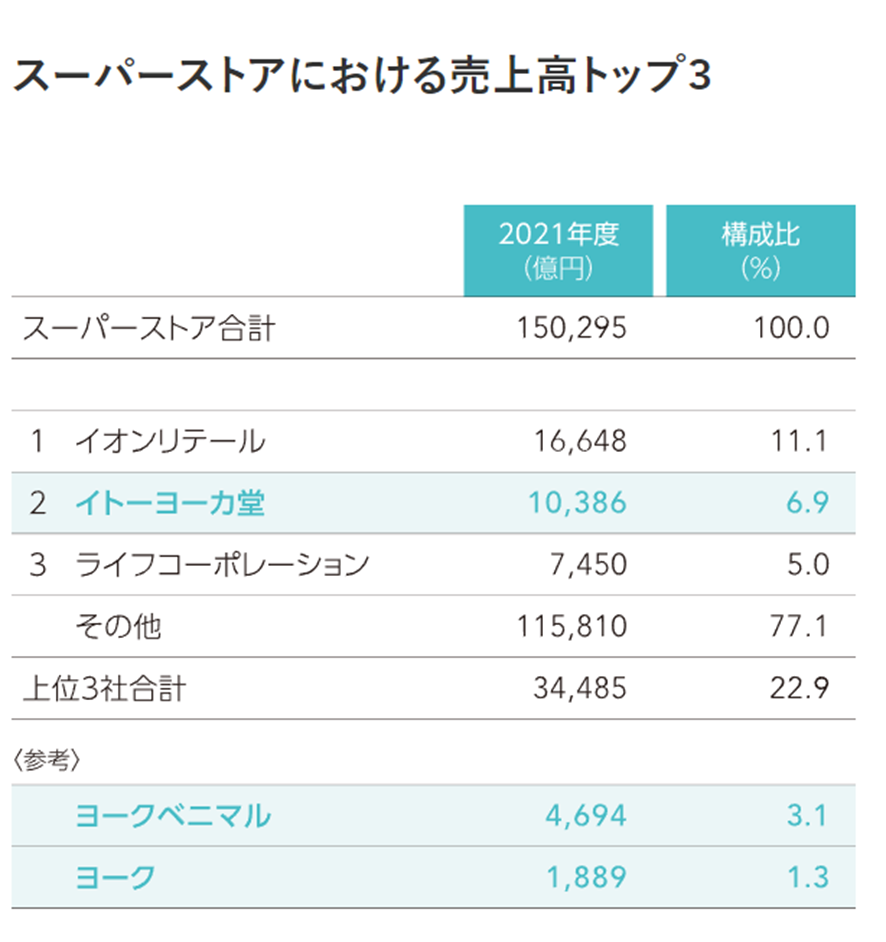 スーパーストアにおける売上高トップ3
2021年度 構成比
(億円) (%)
スーパーストア合計 150,295 100.0
1 イオンリテール 16,648 11.1
2 イトーヨーカ堂 10,386 6.9
3 ライフコーポレーション 7,450 5.0
その他 115,810 77.1
上位3社合計 34,485 22.9
〈参考〉
ヨークベニマル 4,694 3.1
ヨーク 1,889 1.3